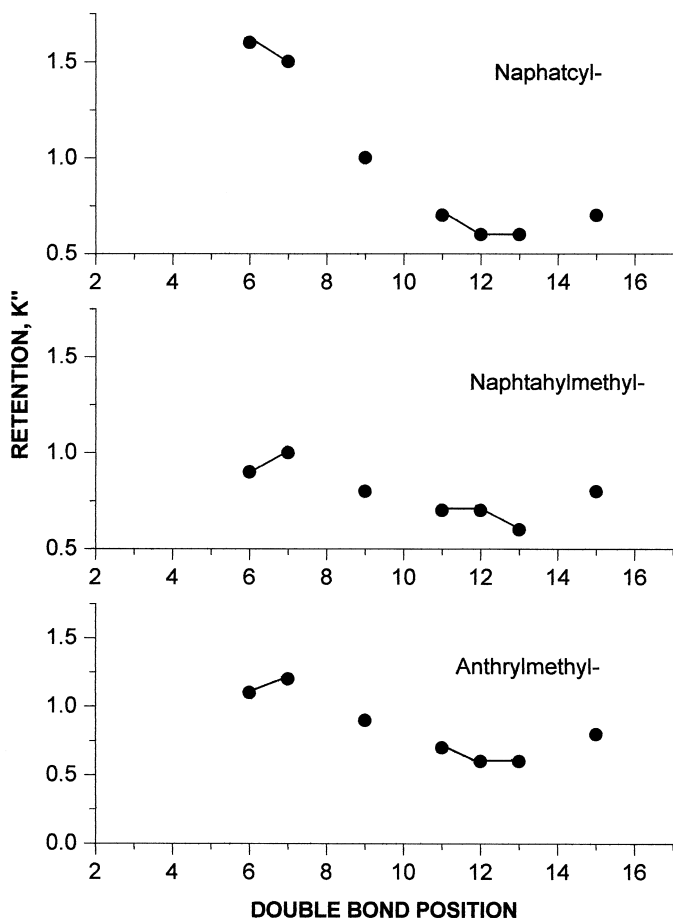 1.5
Naphatcyl-
1.0
0.5
2 4 6 8 10 12 14 16
RETENTION, K"
1.5
Naphtahylmethyl-
1.0
0.5
2 4 6 8 10 12 14 16
1.5
Anthrylmethyl-
1.0
0.5
0.0
2 4 6 8 10 12 14 16
DOUBLE BOND POSITION